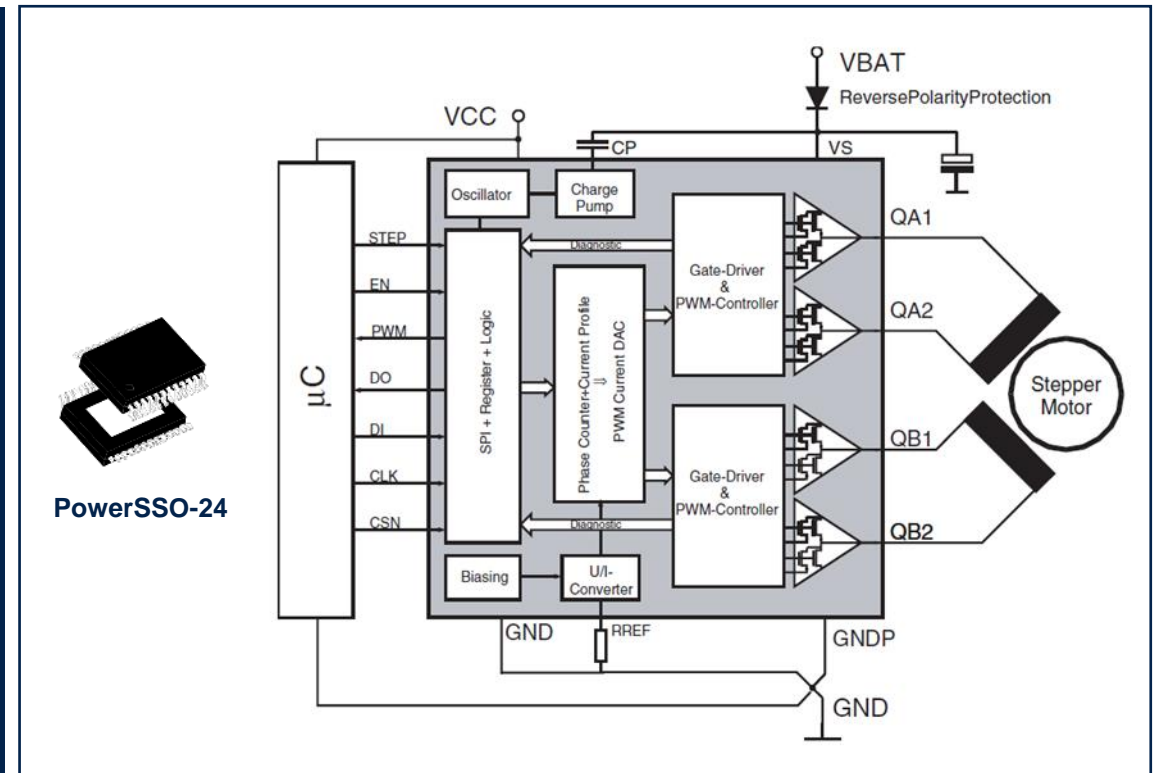 VBAT
ReversePolarityProtection
VCC
CP
VS
Oscillator
Charge
Pump
QA1
STEP
Diagnostic
EN
Gate-Driver
&
PWM-Controller
QA2
PWM
µC
SPI + Register + Logic
Phase Counter+Current Profile
⇓
PWM Current DAC
DO
Stepper
Motor
DI
QB1
CLK
Gate-Driver
&
PWM-Controller
PowerSSO-24
CSN
Diagnostic
QB2
Biasing
U/I-
Converter
GND
RREF
GNDP
GND